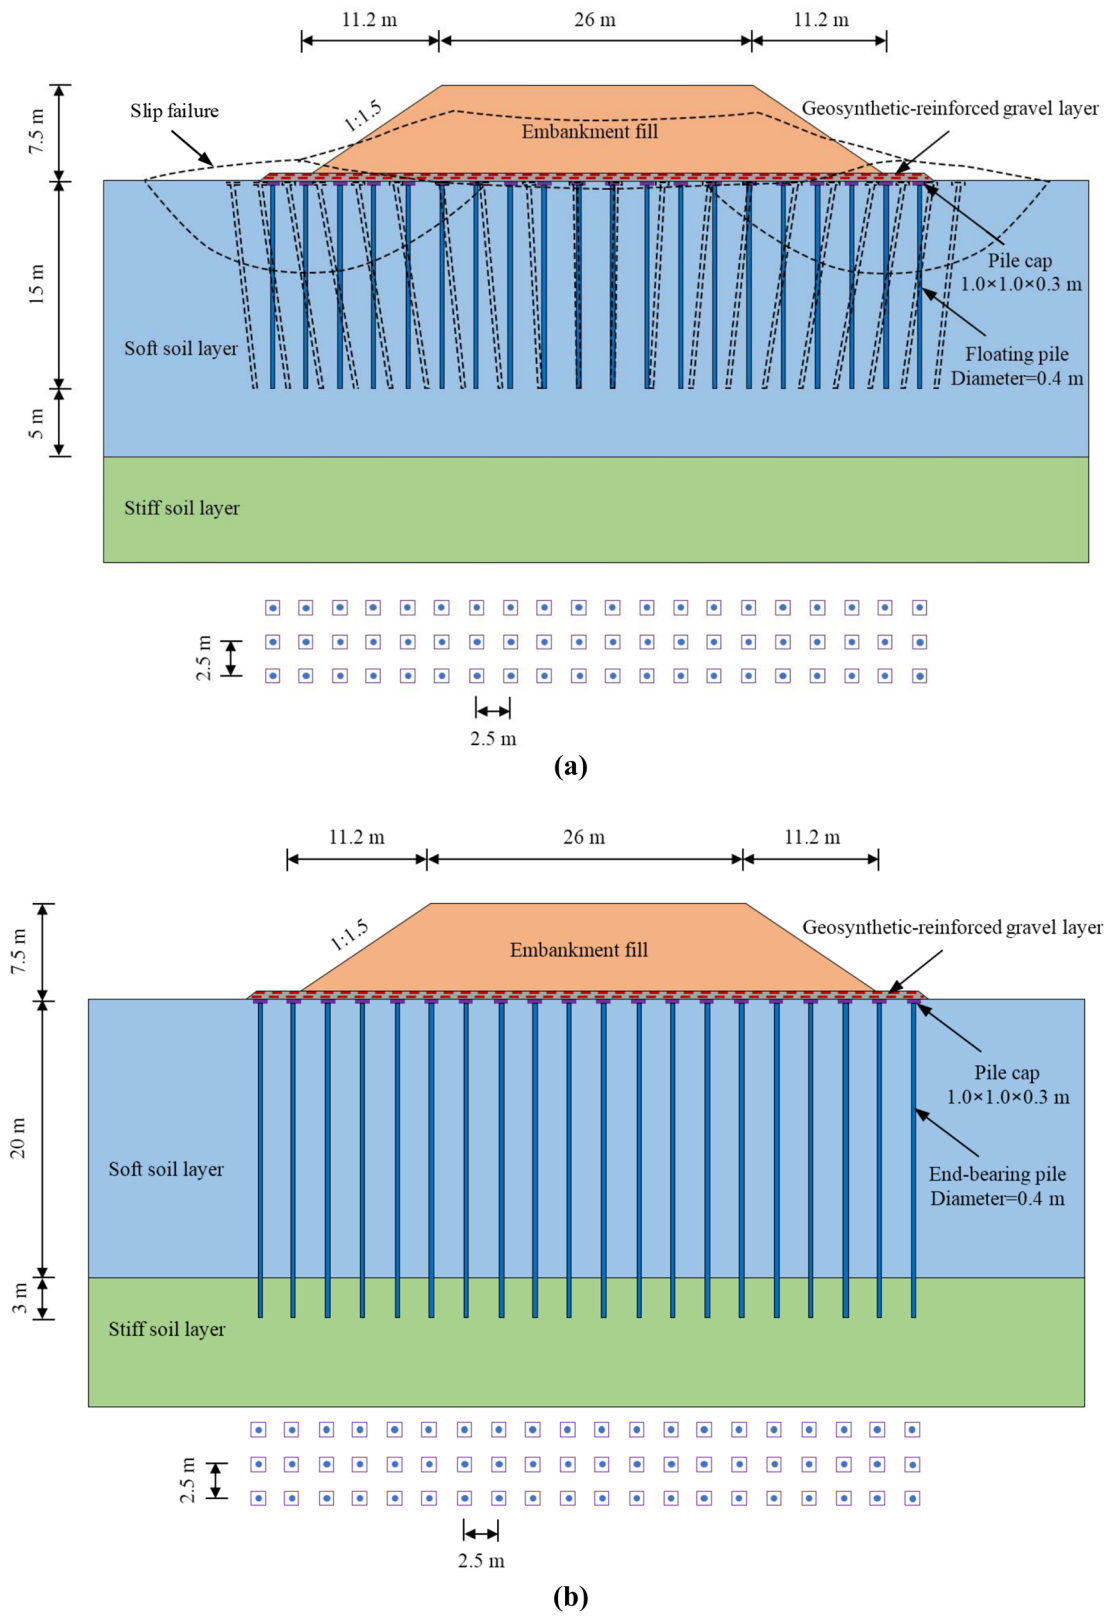 11.2 m
26 m
11.2 m
7.5 m
Slip failure
1:1.5
Embankment fill
Geosynthetic-reinforced gravel layer
15 m
Pile cap
1.0×1.0×0.3 m
Soft soil layer
Floating pile
Diameter=0.4 m
5 m
Stiff soil layer
2.5 m
2.5 m
(a)
11.2 m
26 m
11.2 m
7.5 m
1:1.5
Embankment fill
Geosynthetic-reinforced gravel layer
20 m
Pile cap
1.0×1.0×0.3 m
Soft soil layer
End-bearing pile
Diameter=0.4 m
3 m
Stiff soil layer
2.5 m
2.5 m
(b)